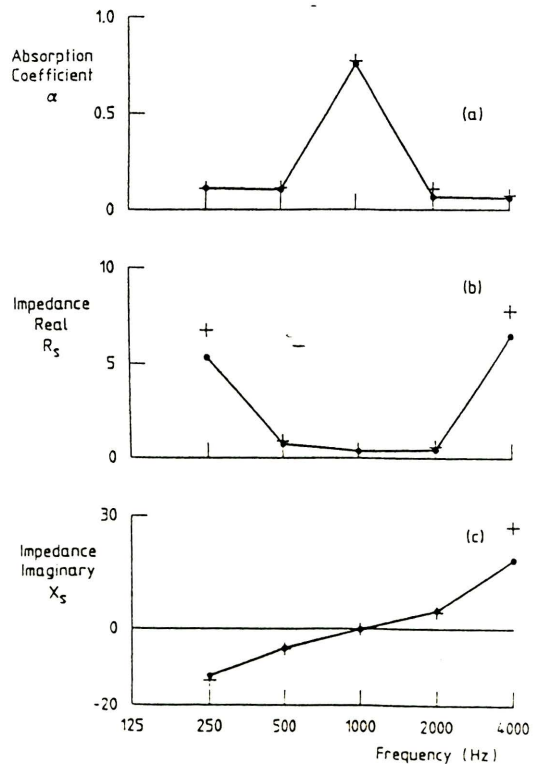 1.0
Absorption
Coefficient
α
0.5
(a)
0
10
(b)
Impedance
Real
Rs
5
0
30
(c)
Impedance
Imaginary
Xs
0
-20
125 250 500 1000 2000 4000
Frequency (Hz)